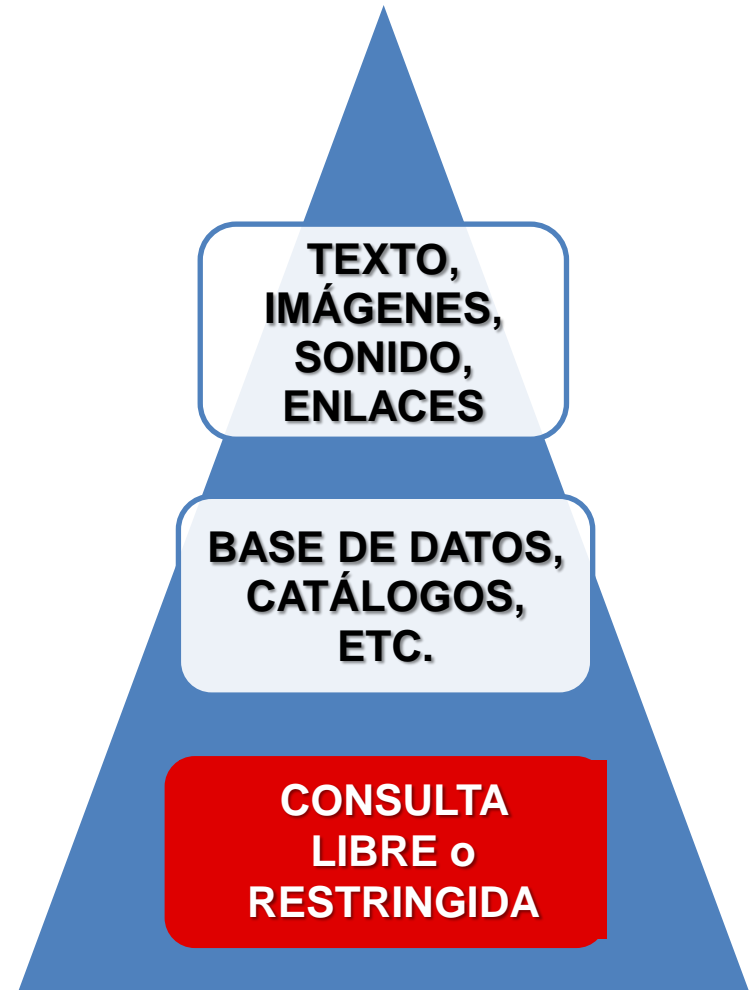 TEXTO,
IMÁGENES,
SONIDO,
ENLACES
BASE DE DATOS,
CATÁLOGOS,
ETC.
CONSULTA
LIBRE o
RESTRINGIDA